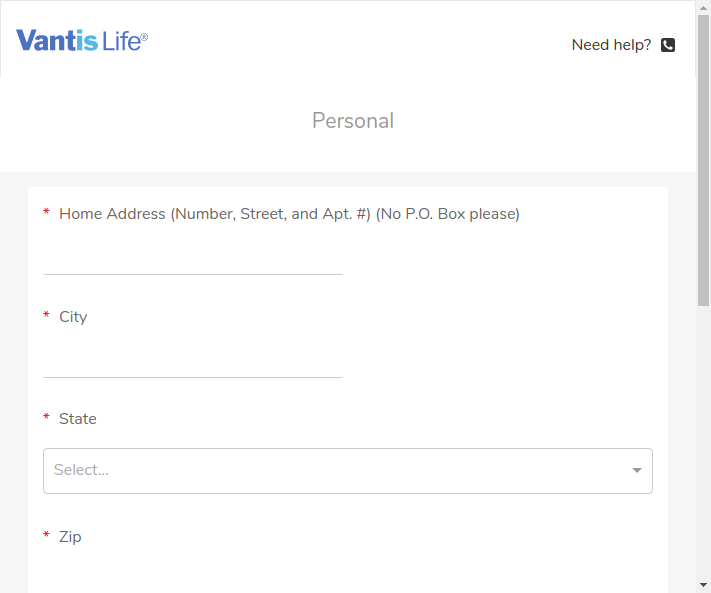 Vantis Life®
Need help?
Personal
* Home Address (Number, Street, and Apt. #) (No P.O. Box please)
* City
* State
Select...
* Zip